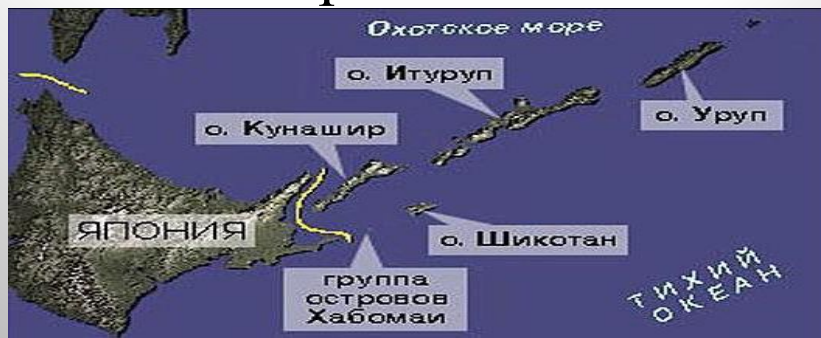 Охотское море
о. Итуруп
о. Уруп
о. Кунашир
ЯПОНИЯ
о. Шикотан
группа
островов
Хабомаи
ТИХИЙ
ОКЕАН